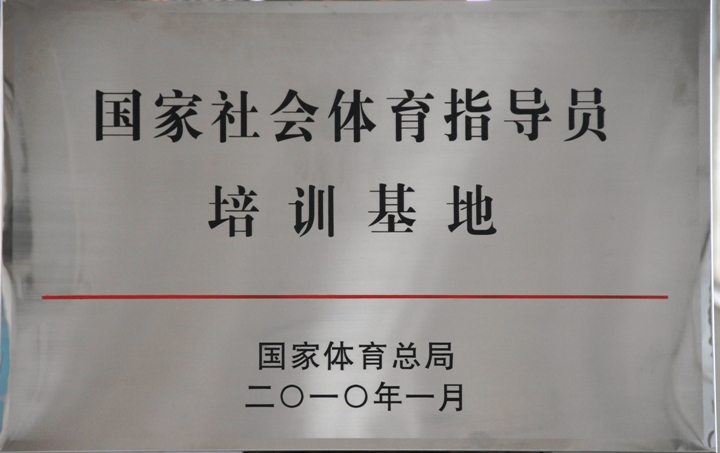 国家社会体育指导员
培训基地
国家体育总局
二〇一〇年一月